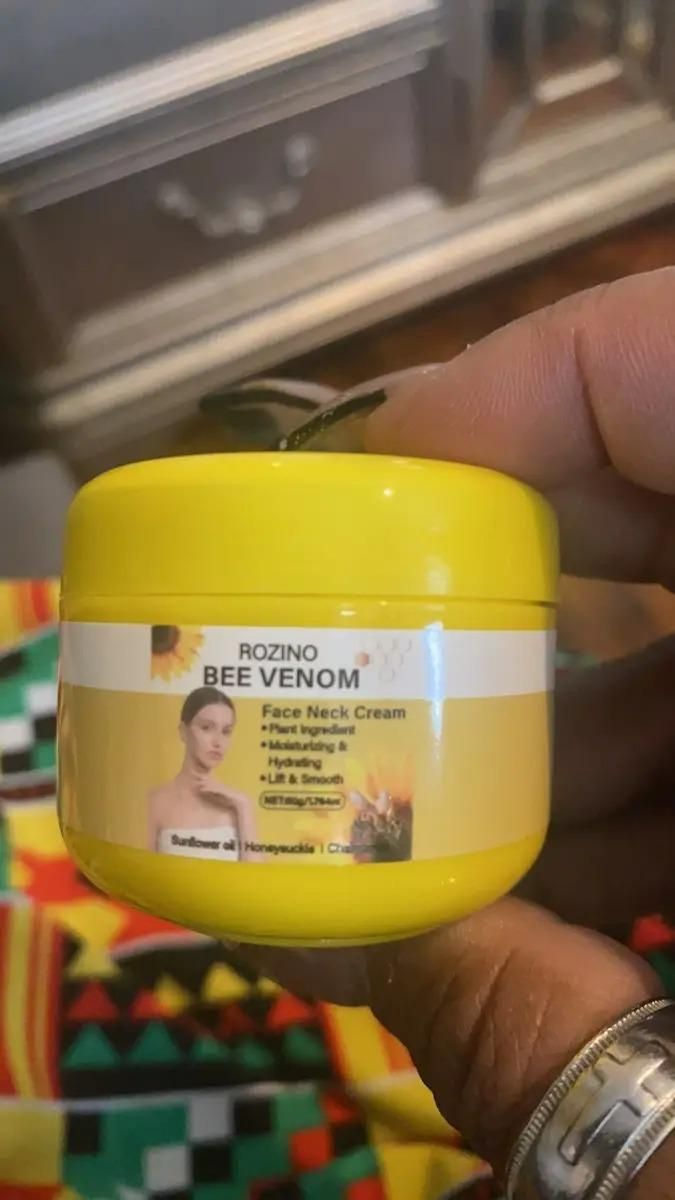 ROZINO
BEE VENOM
Face Neck Cream
• Plant Ingredient
• Moisturizing &
Hydrating
• Lift & Smooth
Sunflower oil | Honeysuckle |